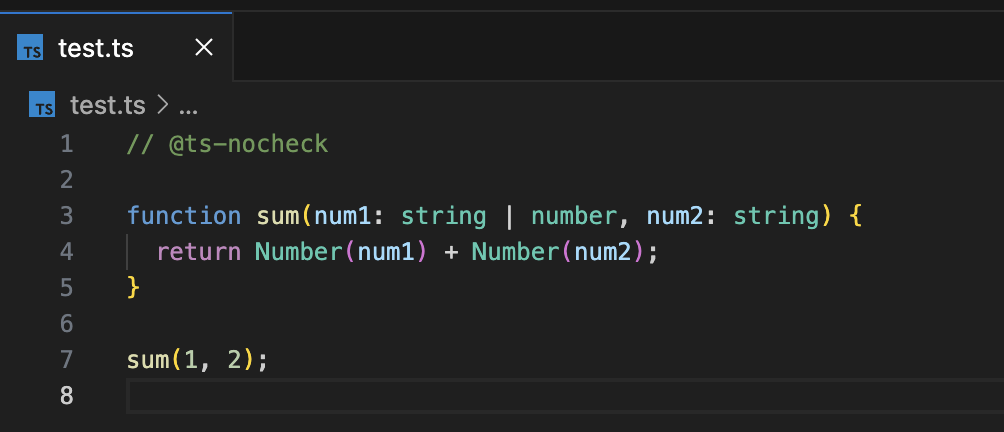 TS test.ts ×
TS test.ts > ...
1 // @ts-nocheck
2
3 function sum(num1: string | number, num2: string) {
4   return Number(num1) + Number(num2);
5 }
6
7 sum(1, 2);
8